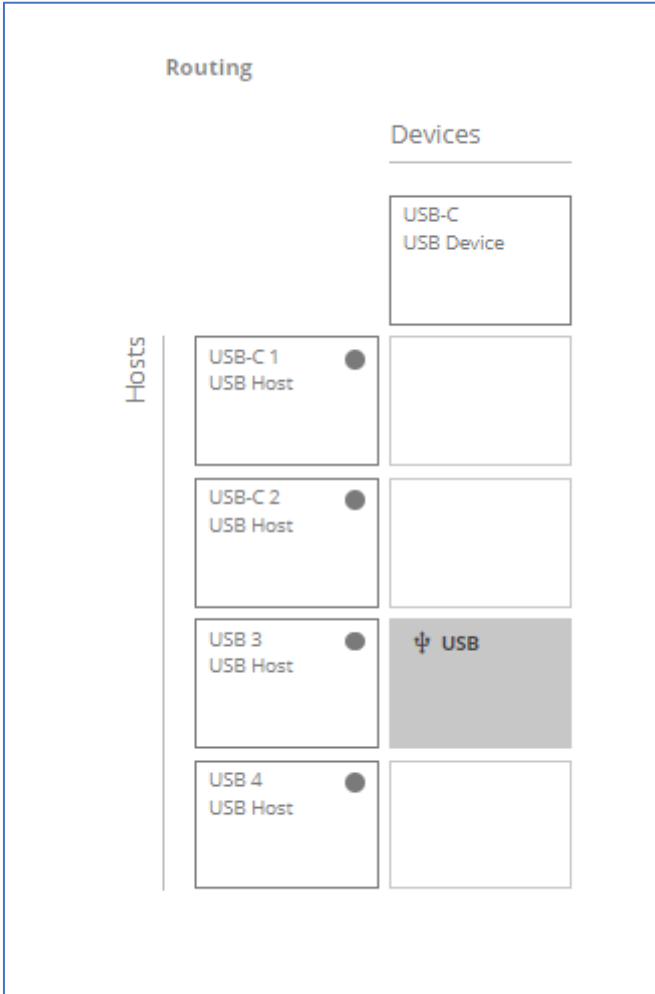 Routing
Devices
USB-C
USB Device
Hosts
USB-C 1
USB Host
USB-C 2
USB Host
USB 3
USB Host
USB
USB 4
USB Host